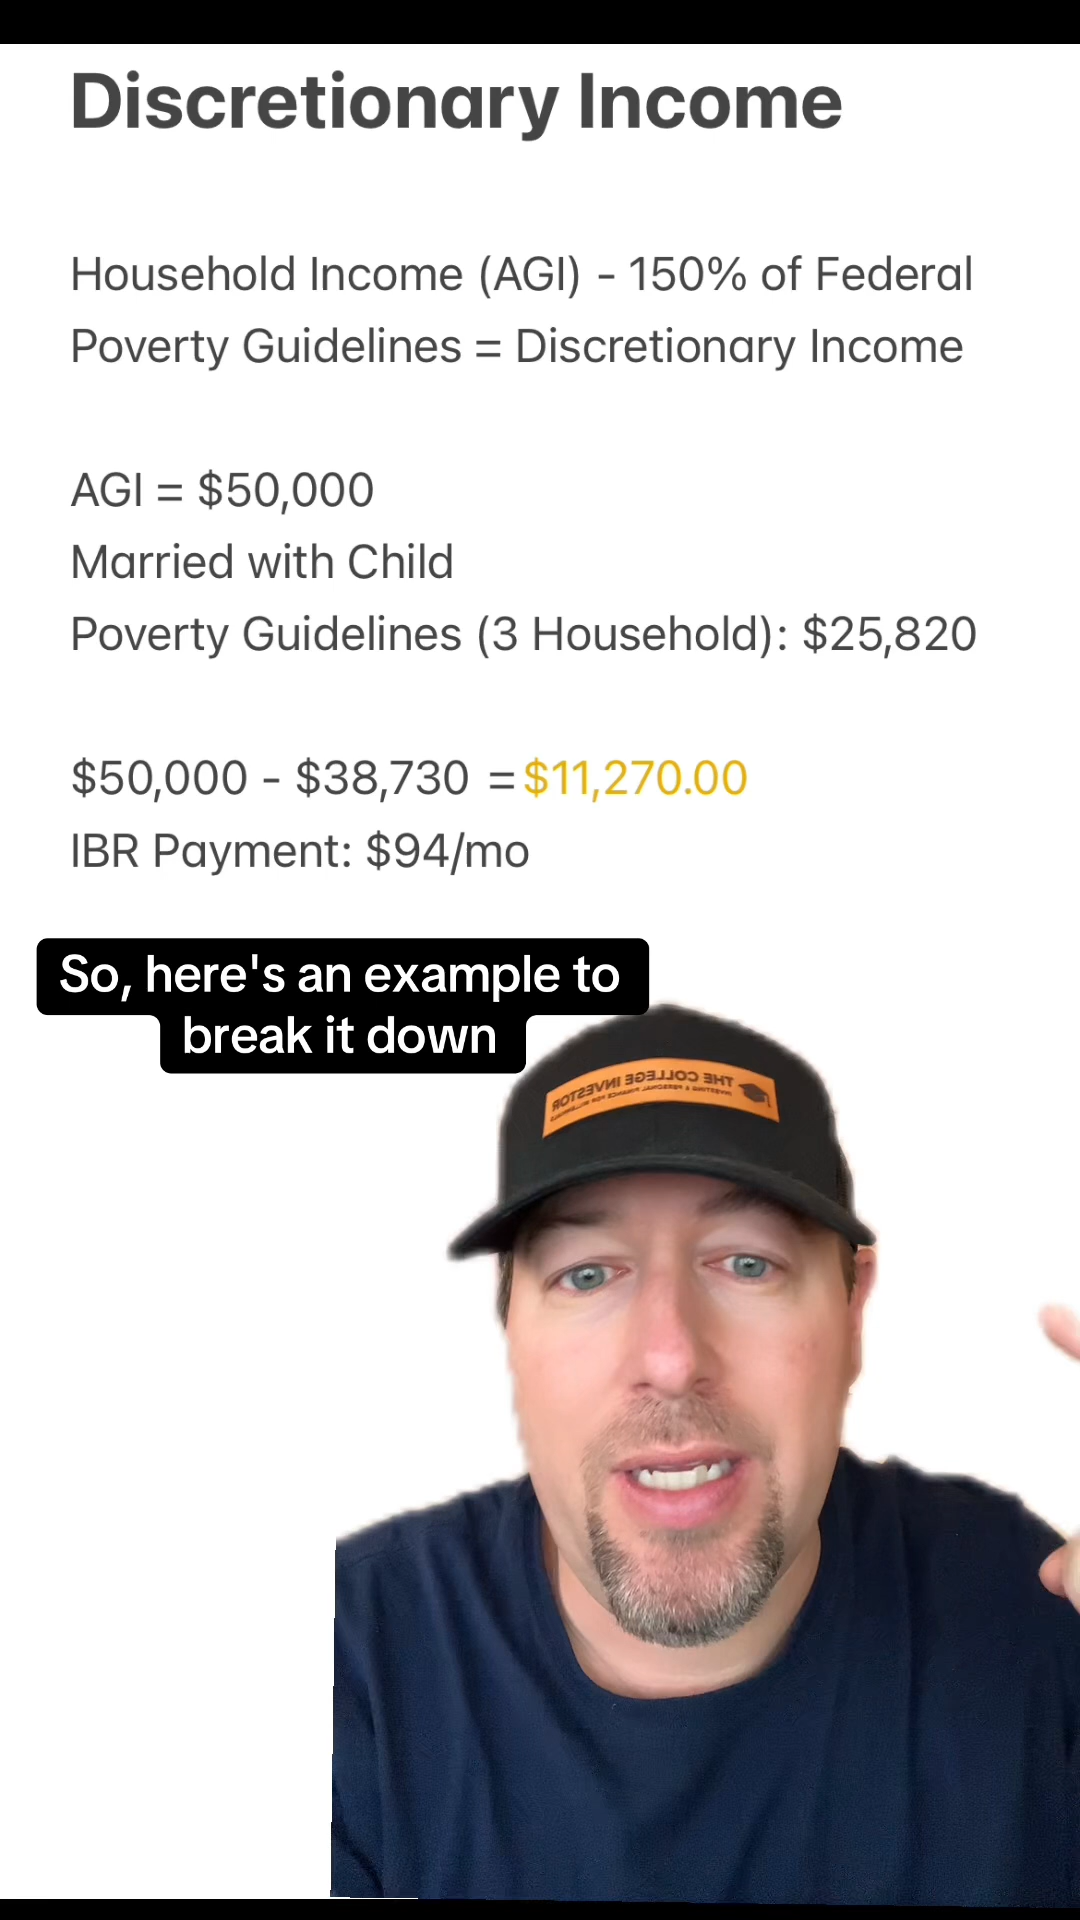 Discretionary Income
Household Income (AGI) - 150% of Federal
Poverty Guidelines = Discretionary Income
AGI = $50,000
Married with Child
Poverty Guidelines (3 Household): $25,820
$50,000 - $38,730 = $11,270.00
IBR Payment: $94/mo
So, here's an example to
break it down
THE COLLEGE INVESTOR